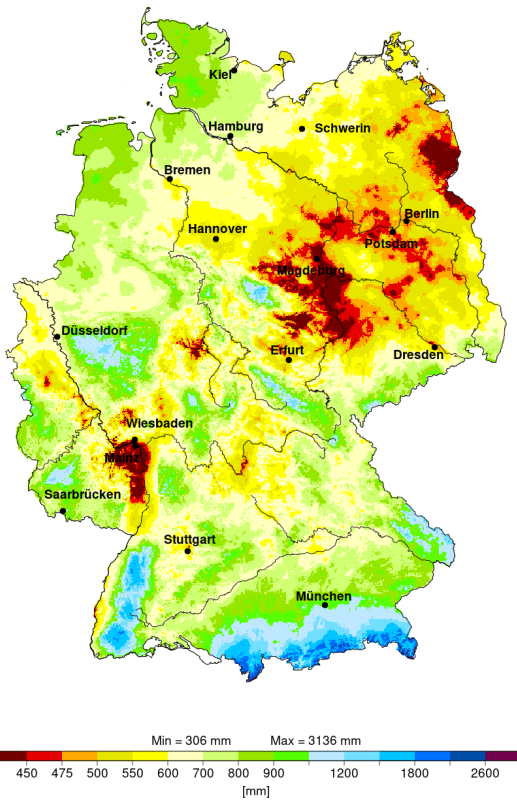 Kiel
Hamburg
Schwerin
Bremen
Hannover
Berlin
Potsdam
Magdeburg
Düsseldorf
Erfurt
Dresden
Wiesbaden
Mainz
Saarbrücken
Stuttgart
München
Min = 306 mm Max = 3136 mm
450 475 500 550 600 700 800 900 1200 1800 2600
[mm]